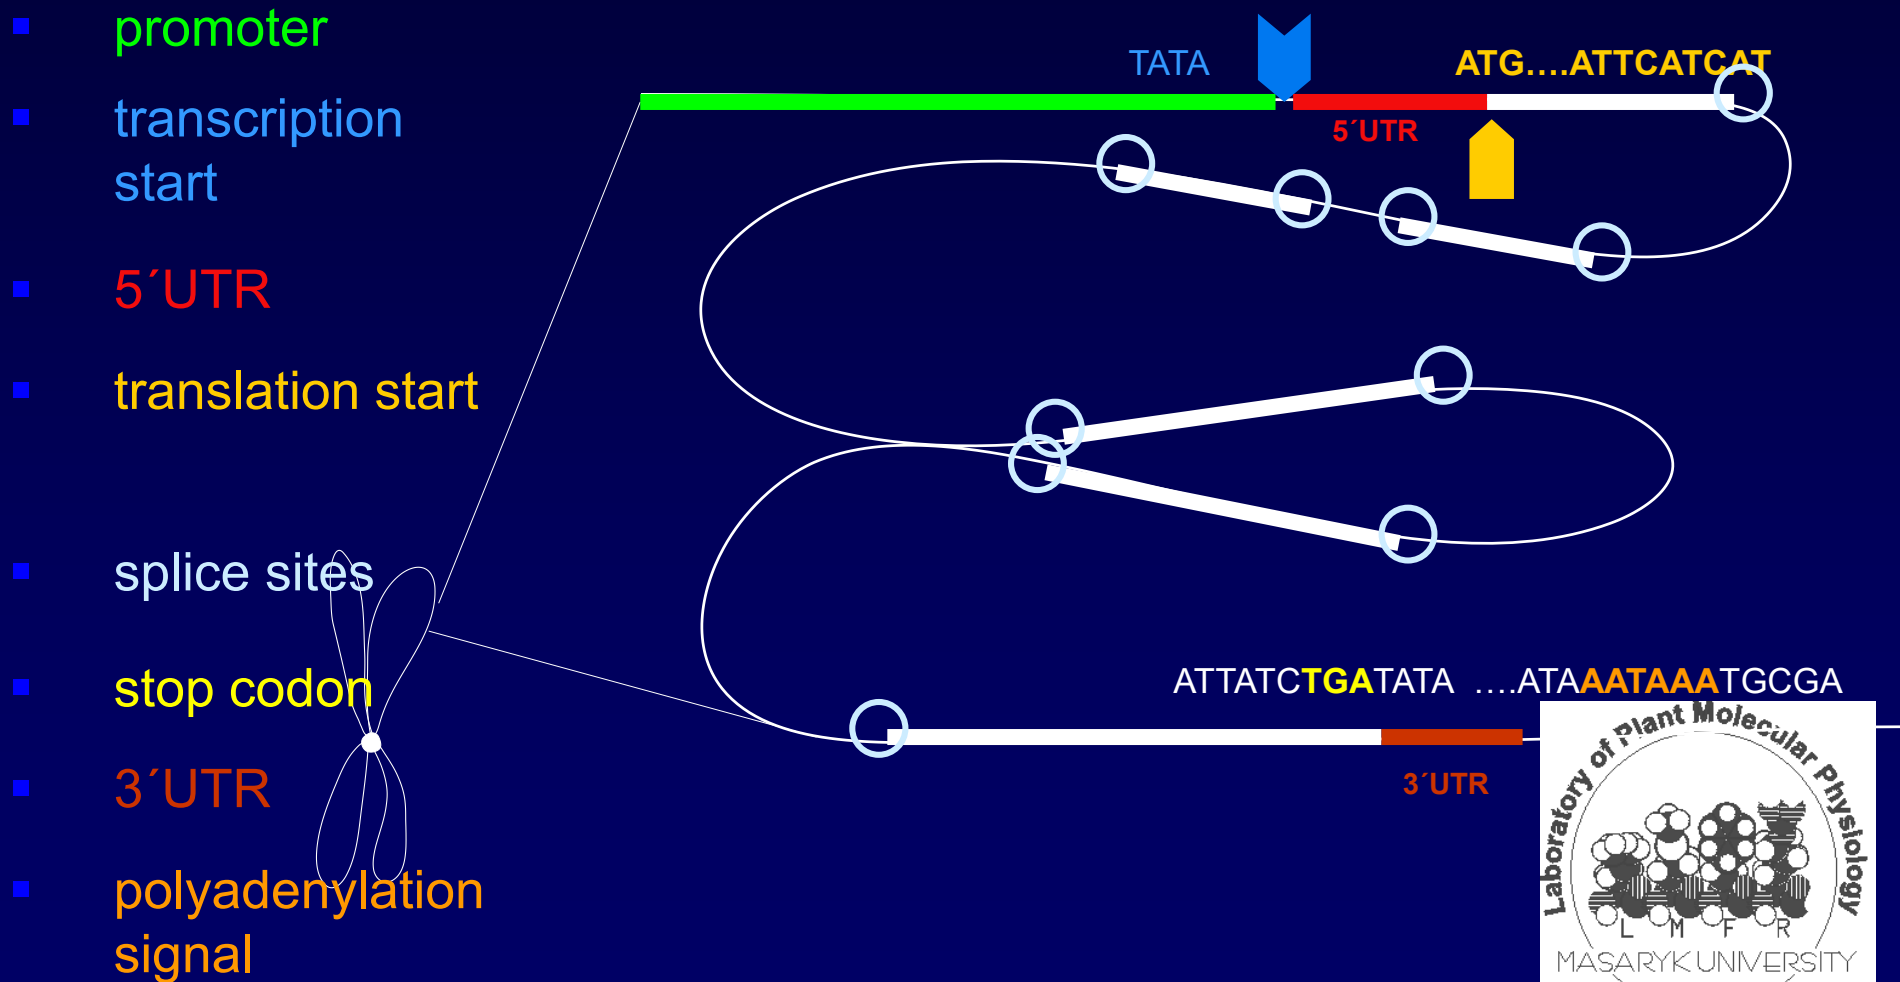 promoter
transcription
start
5´UTR
translation start
splice sites
stop codon
3´UTR
polyadenylation
signal
TATA
ATG....ATTCATCAT
5´UTR
ATTATCTGATATA ....ATAAATAAATGCGA
3´UTR
Laboratory of Plant Molecular Physiology
L M F R
MASARYK UNIVERSITY